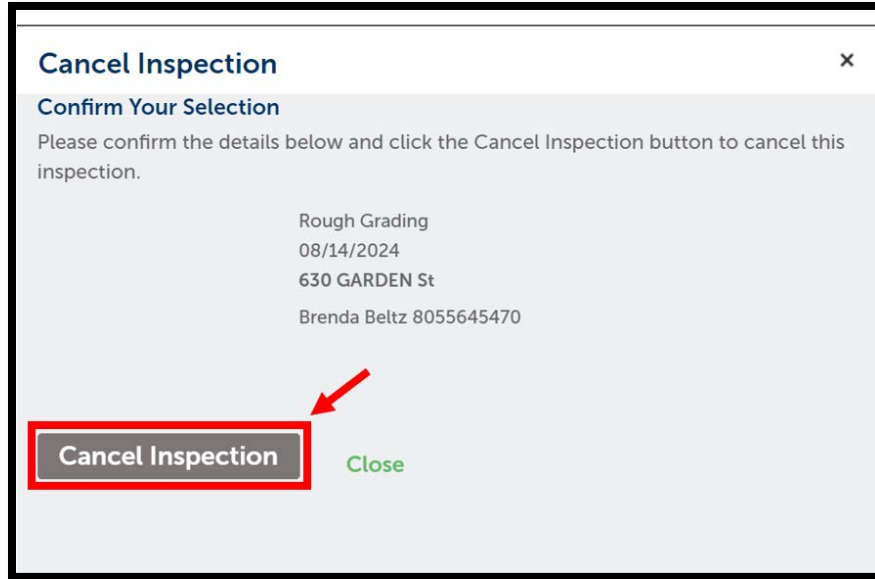 Cancel Inspection ×
Confirm Your Selection
Please confirm the details below and click the Cancel Inspection button to cancel this
inspection.
Rough Grading
08/14/2024
630 GARDEN St
Brenda Beltz 8055645470
Cancel Inspection Close